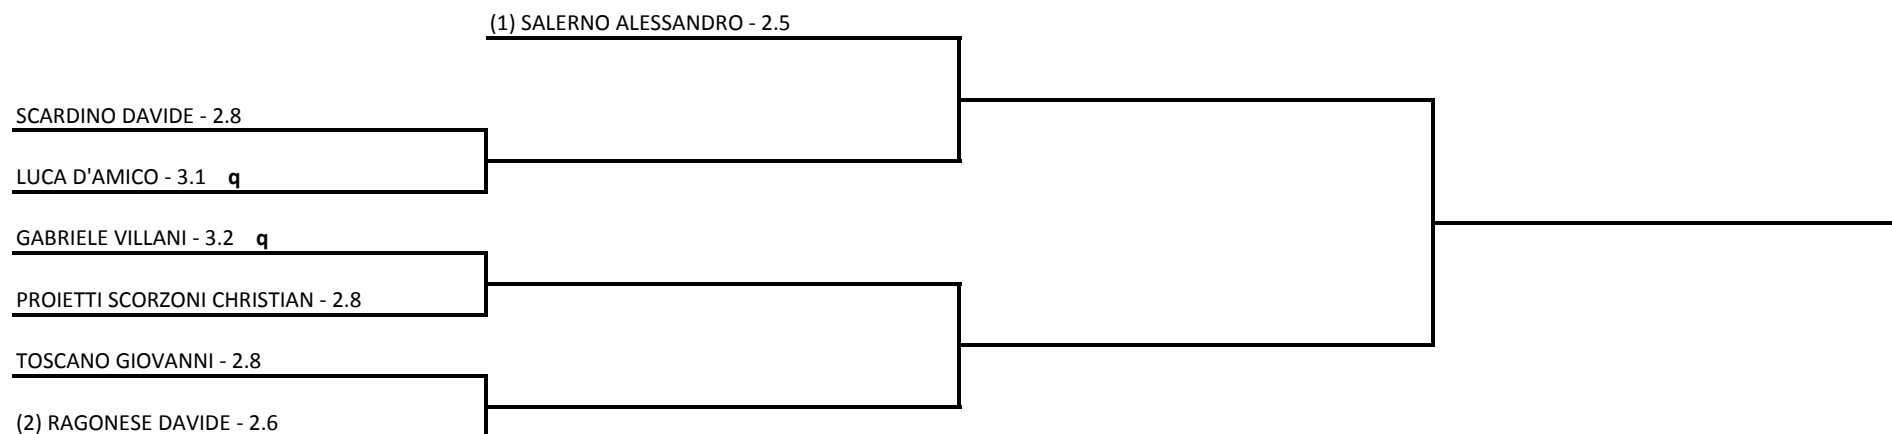 (1) SALERNO ALESSANDRO - 2.5
SCARDINO DAVIDE - 2.8
LUCA D'AMICO - 3.1 q
GABRIELE VILLANI - 3.2 q
PROIETTI SCORZONI CHRISTIAN - 2.8
TOSCANO GIOVANNI - 2.8
(2) RAGONESE DAVIDE - 2.6